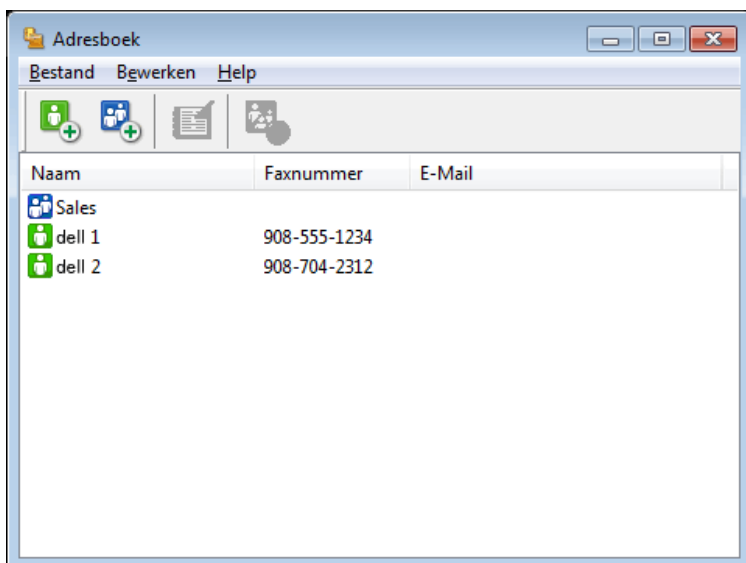 Adresboek
Bestand Bewerken Help
Naam Faxnummer E-Mail
Sales
dell 1 908-555-1234
dell 2 908-704-2312